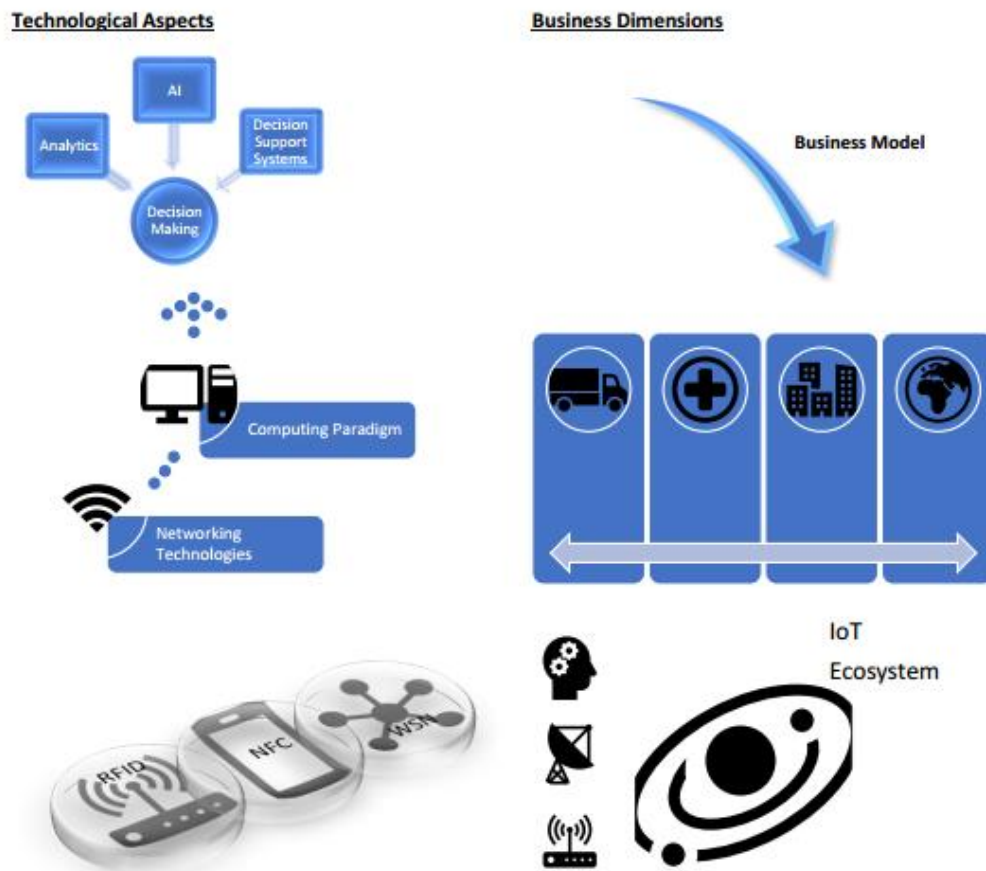 Technological Aspects
AI
Analytics
Decision
Support
Systems
Decision
Making
Computing Paradigm
Networking
Technologies
RFID
NFC
WSN
Business Dimensions
Business Model
IoT
Ecosystem